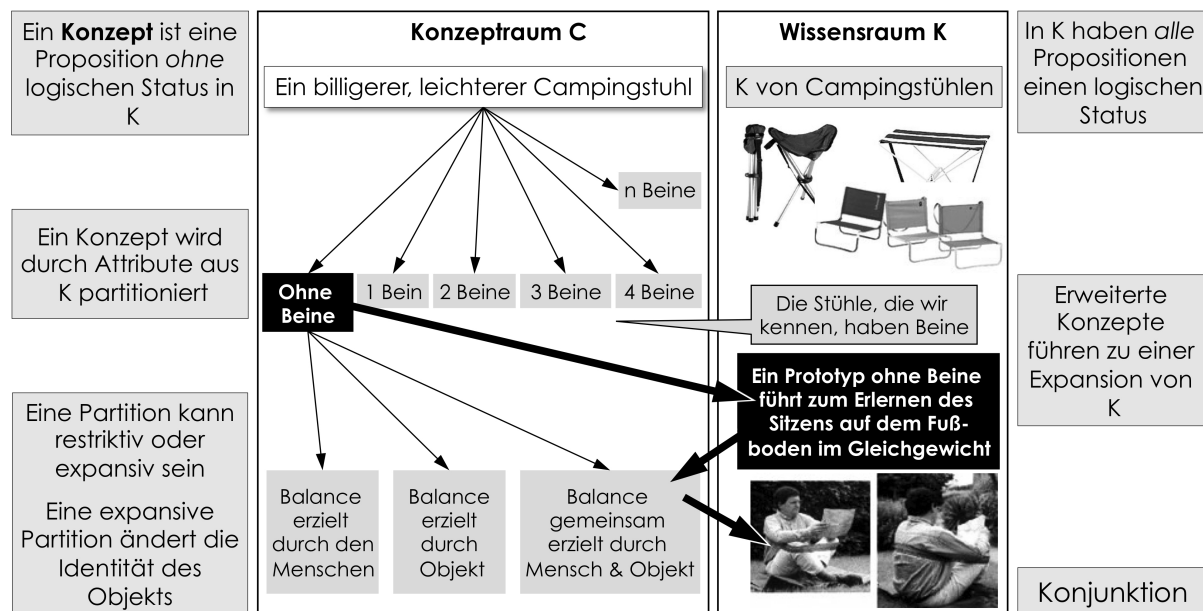 Ein Konzept ist eine
Proposition ohne
logischen Status in
K
Ein Konzept wird
durch Attribute aus
K partitioniert
Eine Partition kann
restriktiv oder
expansiv sein
Eine expansive
Partition ändert die
Identität des
Objekts
Konzeptraum C
Ein billigerer, leichterer Campingstuhl
n Beine
Ohne
Beine
1 Bein
2 Beine
3 Beine
4 Beine
Balance
erzielt
durch den
Menschen
Balance
erzielt
durch
Objekt
Balance
gemeinsam
erzielt durch
Mensch & Objekt
Wissensraum K
K von Campingstühlen
Die Stühle, die wir
kennen, haben Beine
Ein Prototyp ohne Beine
führt zum Erlernen des
Sitzens auf dem Fuß-
boden im Gleichgewicht
In K haben alle
Propositionen
einen logischen
Status
Erweiterte
Konzepte
führen zu einer
Expansion von
K
Konjunktion